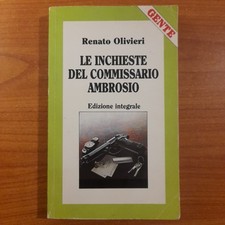 GENTE
Renato Olivieri
LE INCHIESTE
DEL COMMISSARIO
AMBROSIO
Edizione integrale